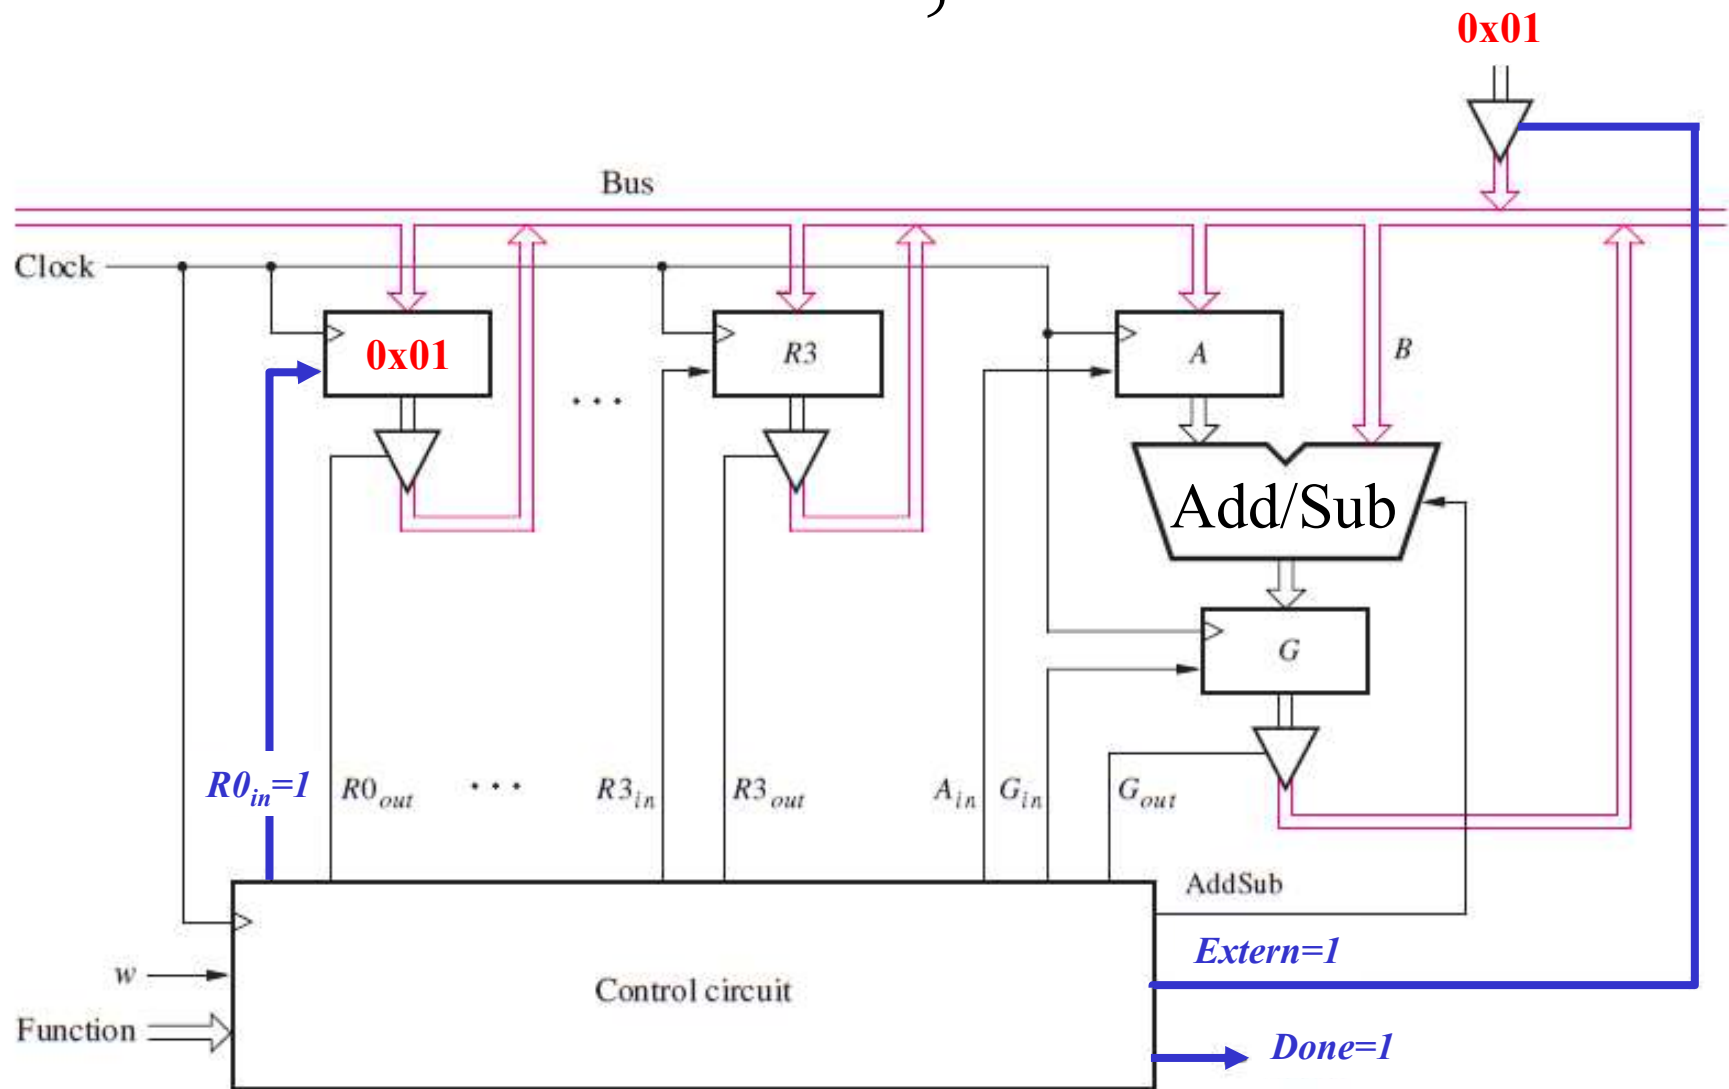 )
0x01
Bus
Clock
0x01
R3
A
B
. . .
Add/Sub
G
R0in=1
R0out
. . .
R3in
R3out
Ain
Gin
Gout
AddSub
Extern=1
w
Control circuit
Function
Done=1